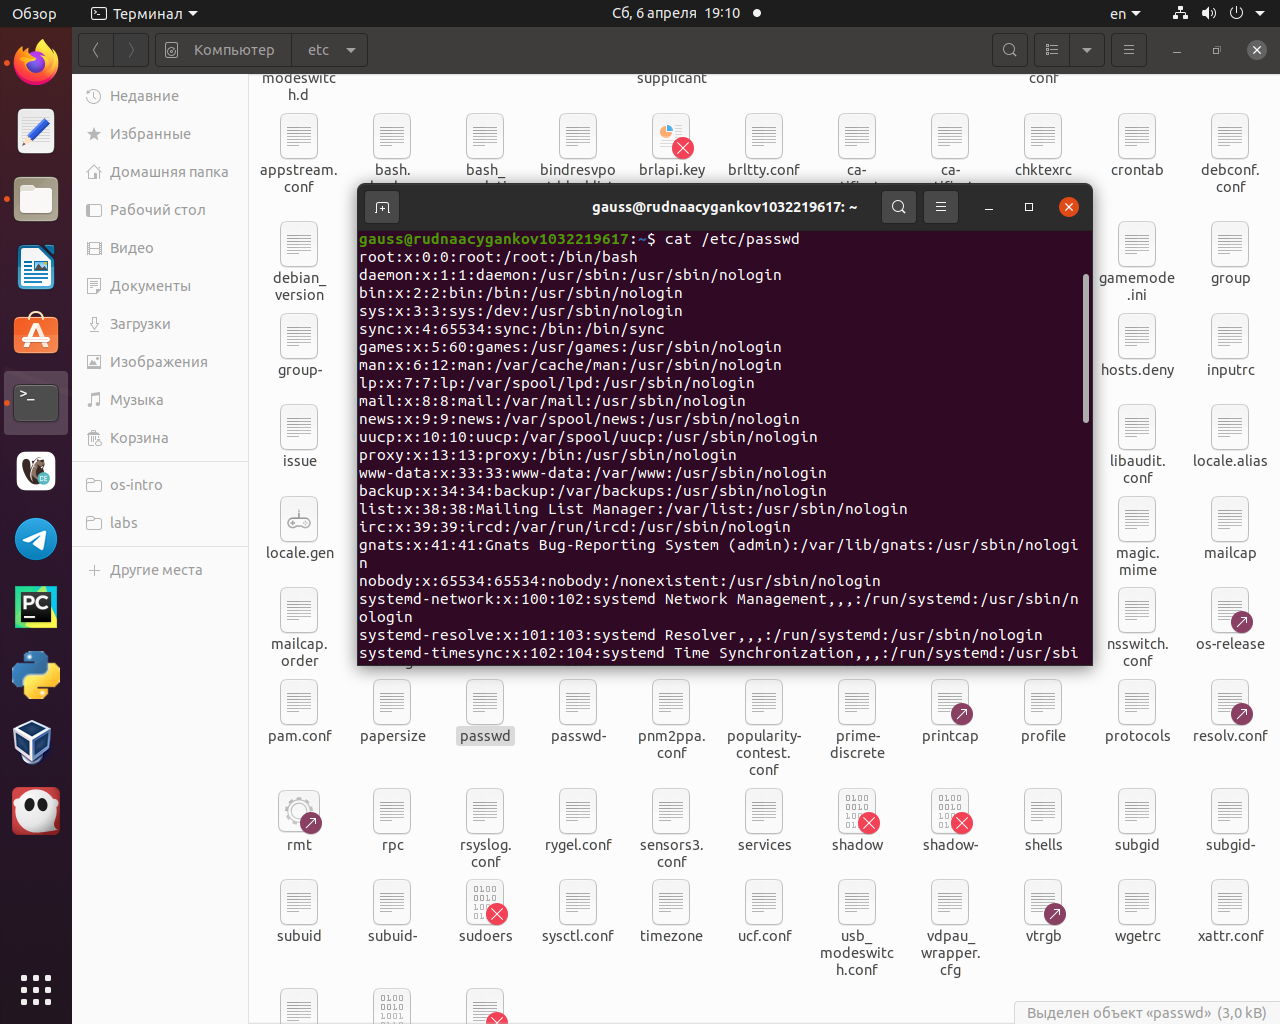 Обзор
Терминал
Сб, 6 апреля 19:10
en
Компьютер
etc
Недавние
Избранные
Домашняя папка
Рабочий стол
Видео
Документы
Загрузки
Изображения
Музыка
Корзина
os-intro
labs
Другие места
modeswitc
h.d
supplicant
conf
appstream.
conf
bash.
bash_
bindresvpo
brlapi.key
brltty.conf
ca-
ca-
chktexrc
crontab
debconf.
conf
gauss@rudnaacygankov1032219617: ~
gauss@rudnaacygankov1032219617:~$ cat /etc/passwd
root:x:0:0:root:/root:/bin/bash
daemon:x:1:1:daemon:/usr/sbin:/usr/sbin/nologin
bin:x:2:2:bin:/bin:/usr/sbin/nologin
sys:x:3:3:sys:/dev:/usr/sbin/nologin
sync:x:4:65534:sync:/bin:/bin/sync
games:x:5:60:games:/usr/games:/usr/sbin/nologin
man:x:6:12:man:/var/cache/man:/usr/sbin/nologin
lp:x:7:7:lp:/var/spool/lpd:/usr/sbin/nologin
mail:x:8:8:mail:/var/mail:/usr/sbin/nologin
news:x:9:9:news:/var/spool/news:/usr/sbin/nologin
uucp:x:10:10:uucp:/var/spool/uucp:/usr/sbin/nologin
proxy:x:13:13:proxy:/bin:/usr/sbin/nologin
www-data:x:33:33:www-data:/var/www:/usr/sbin/nologin
backup:x:34:34:backup:/var/backups:/usr/sbin/nologin
list:x:38:38:Mailing List Manager:/var/list:/usr/sbin/nologin
irc:x:39:39:ircd:/var/run/ircd:/usr/sbin/nologin
gnats:x:41:41:Gnats Bug-Reporting System (admin):/var/lib/gnats:/usr/sbin/nologi
n
nobody:x:65534:65534:nobody:/nonexistent:/usr/sbin/nologin
systemd-network:x:100:102:systemd Network Management,,,:/run/systemd:/usr/sbin/n
ologin
systemd-resolve:x:101:103:systemd Resolver,,,:/run/systemd:/usr/sbin/nologin
systemd-timesync:x:102:104:systemd Time Synchronization,,,:/run/systemd:/usr/sbi
debian_
version
gamemode
.ini
group
group-
hosts.deny
inputrc
issue
libaudit.
conf
locale.alias
locale.gen
magic.
mime
mailcap
mailcap.
order
nsswitch.
conf
os-release
pam.conf
papersize
passwd
passwd-
pnm2ppa.
conf
popularity-
contest.
conf
prime-
discrete
printcap
profile
protocols
resolv.conf
rmt
rpc
rsyslog.
conf
rygel.conf
sensors3.
conf
services
shadow
shadow-
shells
subgid
subgid-
subuid
subuid-
sudoers
sysctl.conf
timezone
ucf.conf
usb_
modeswitc
h.conf
vdpau_
wrapper.
cfg
vtrgb
wgetrc
xattr.conf
Выделен объект «passwd» (3,0 kB)